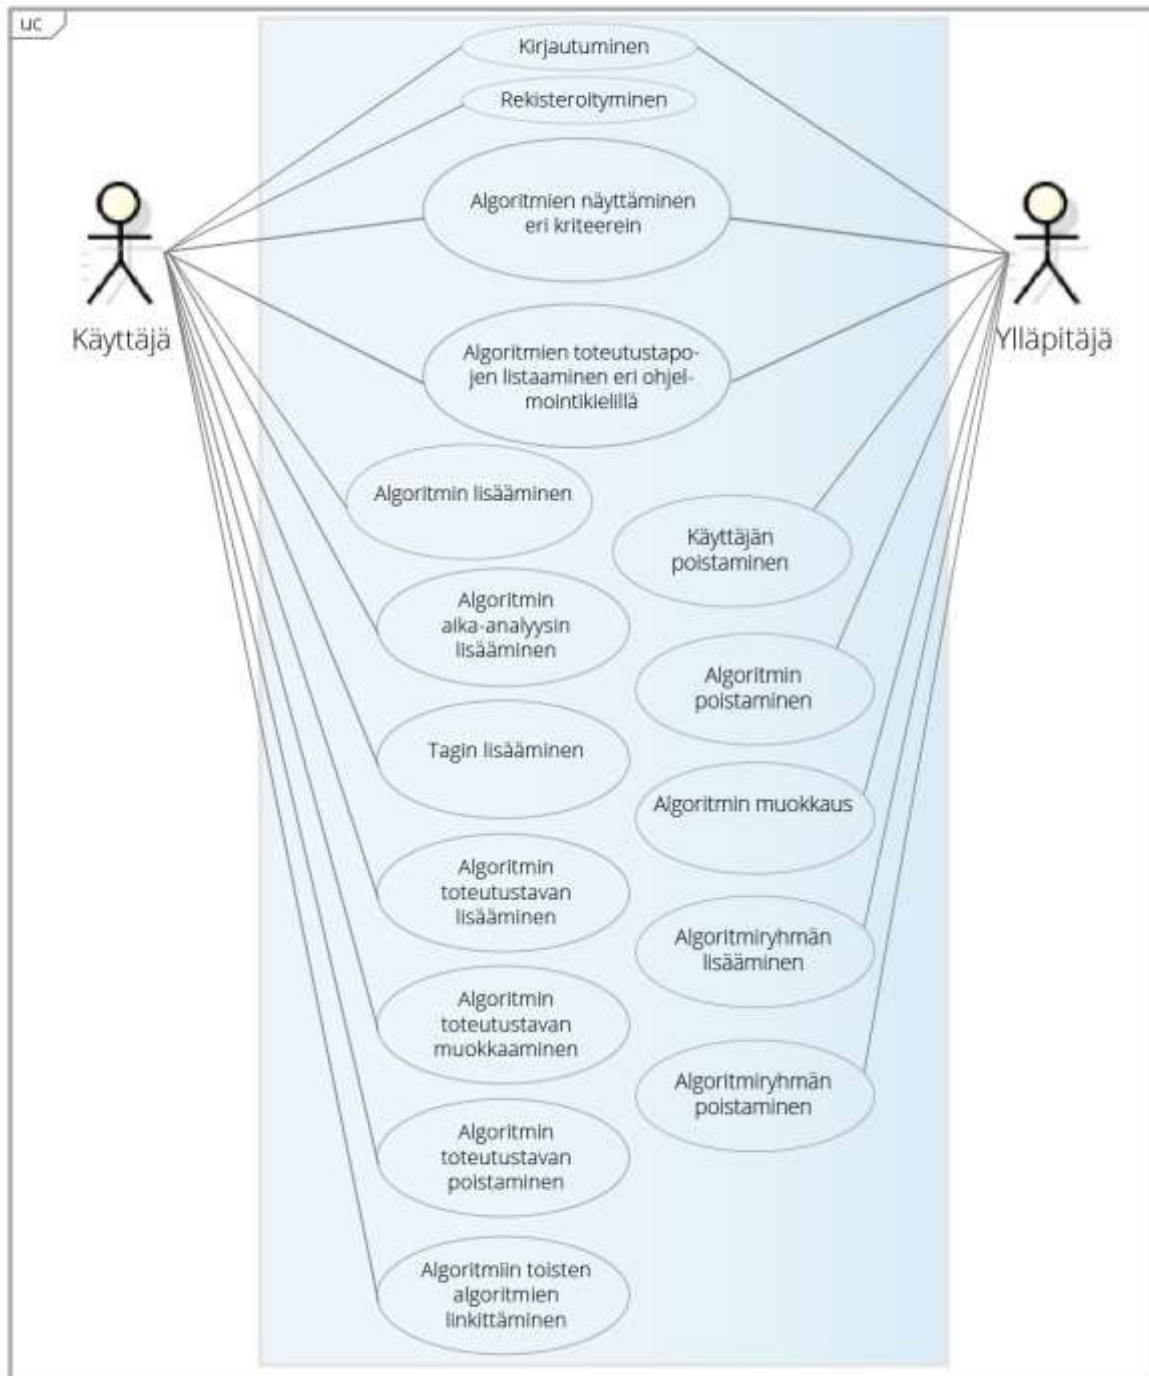 uc
Kirjautuminen
Rekisteroityminen
Algoritmien näyttäminen
eri kriteerein
Käyttäjä
Ylläpitäjä
Algoritmien toteutustapo-
jen listaaminen eri ohjel-
mointikielillä
Algoritmin lisääminen
Käyttäjän
poistaminen
Algoritmin
aika-analyysin
lisääminen
Algoritmin
poistaminen
Tagin lisääminen
Algoritmin muokkaus
Algoritmin
toteutustavan
lisääminen
Algoritmiryhmän
lisääminen
Algoritmin
toteutustavan
muokkaaminen
Algoritmiryhmän
poistaminen
Algoritmin
toteutustavan
poistaminen
Algoritmiin toisten
algoritmien
linkittäminen